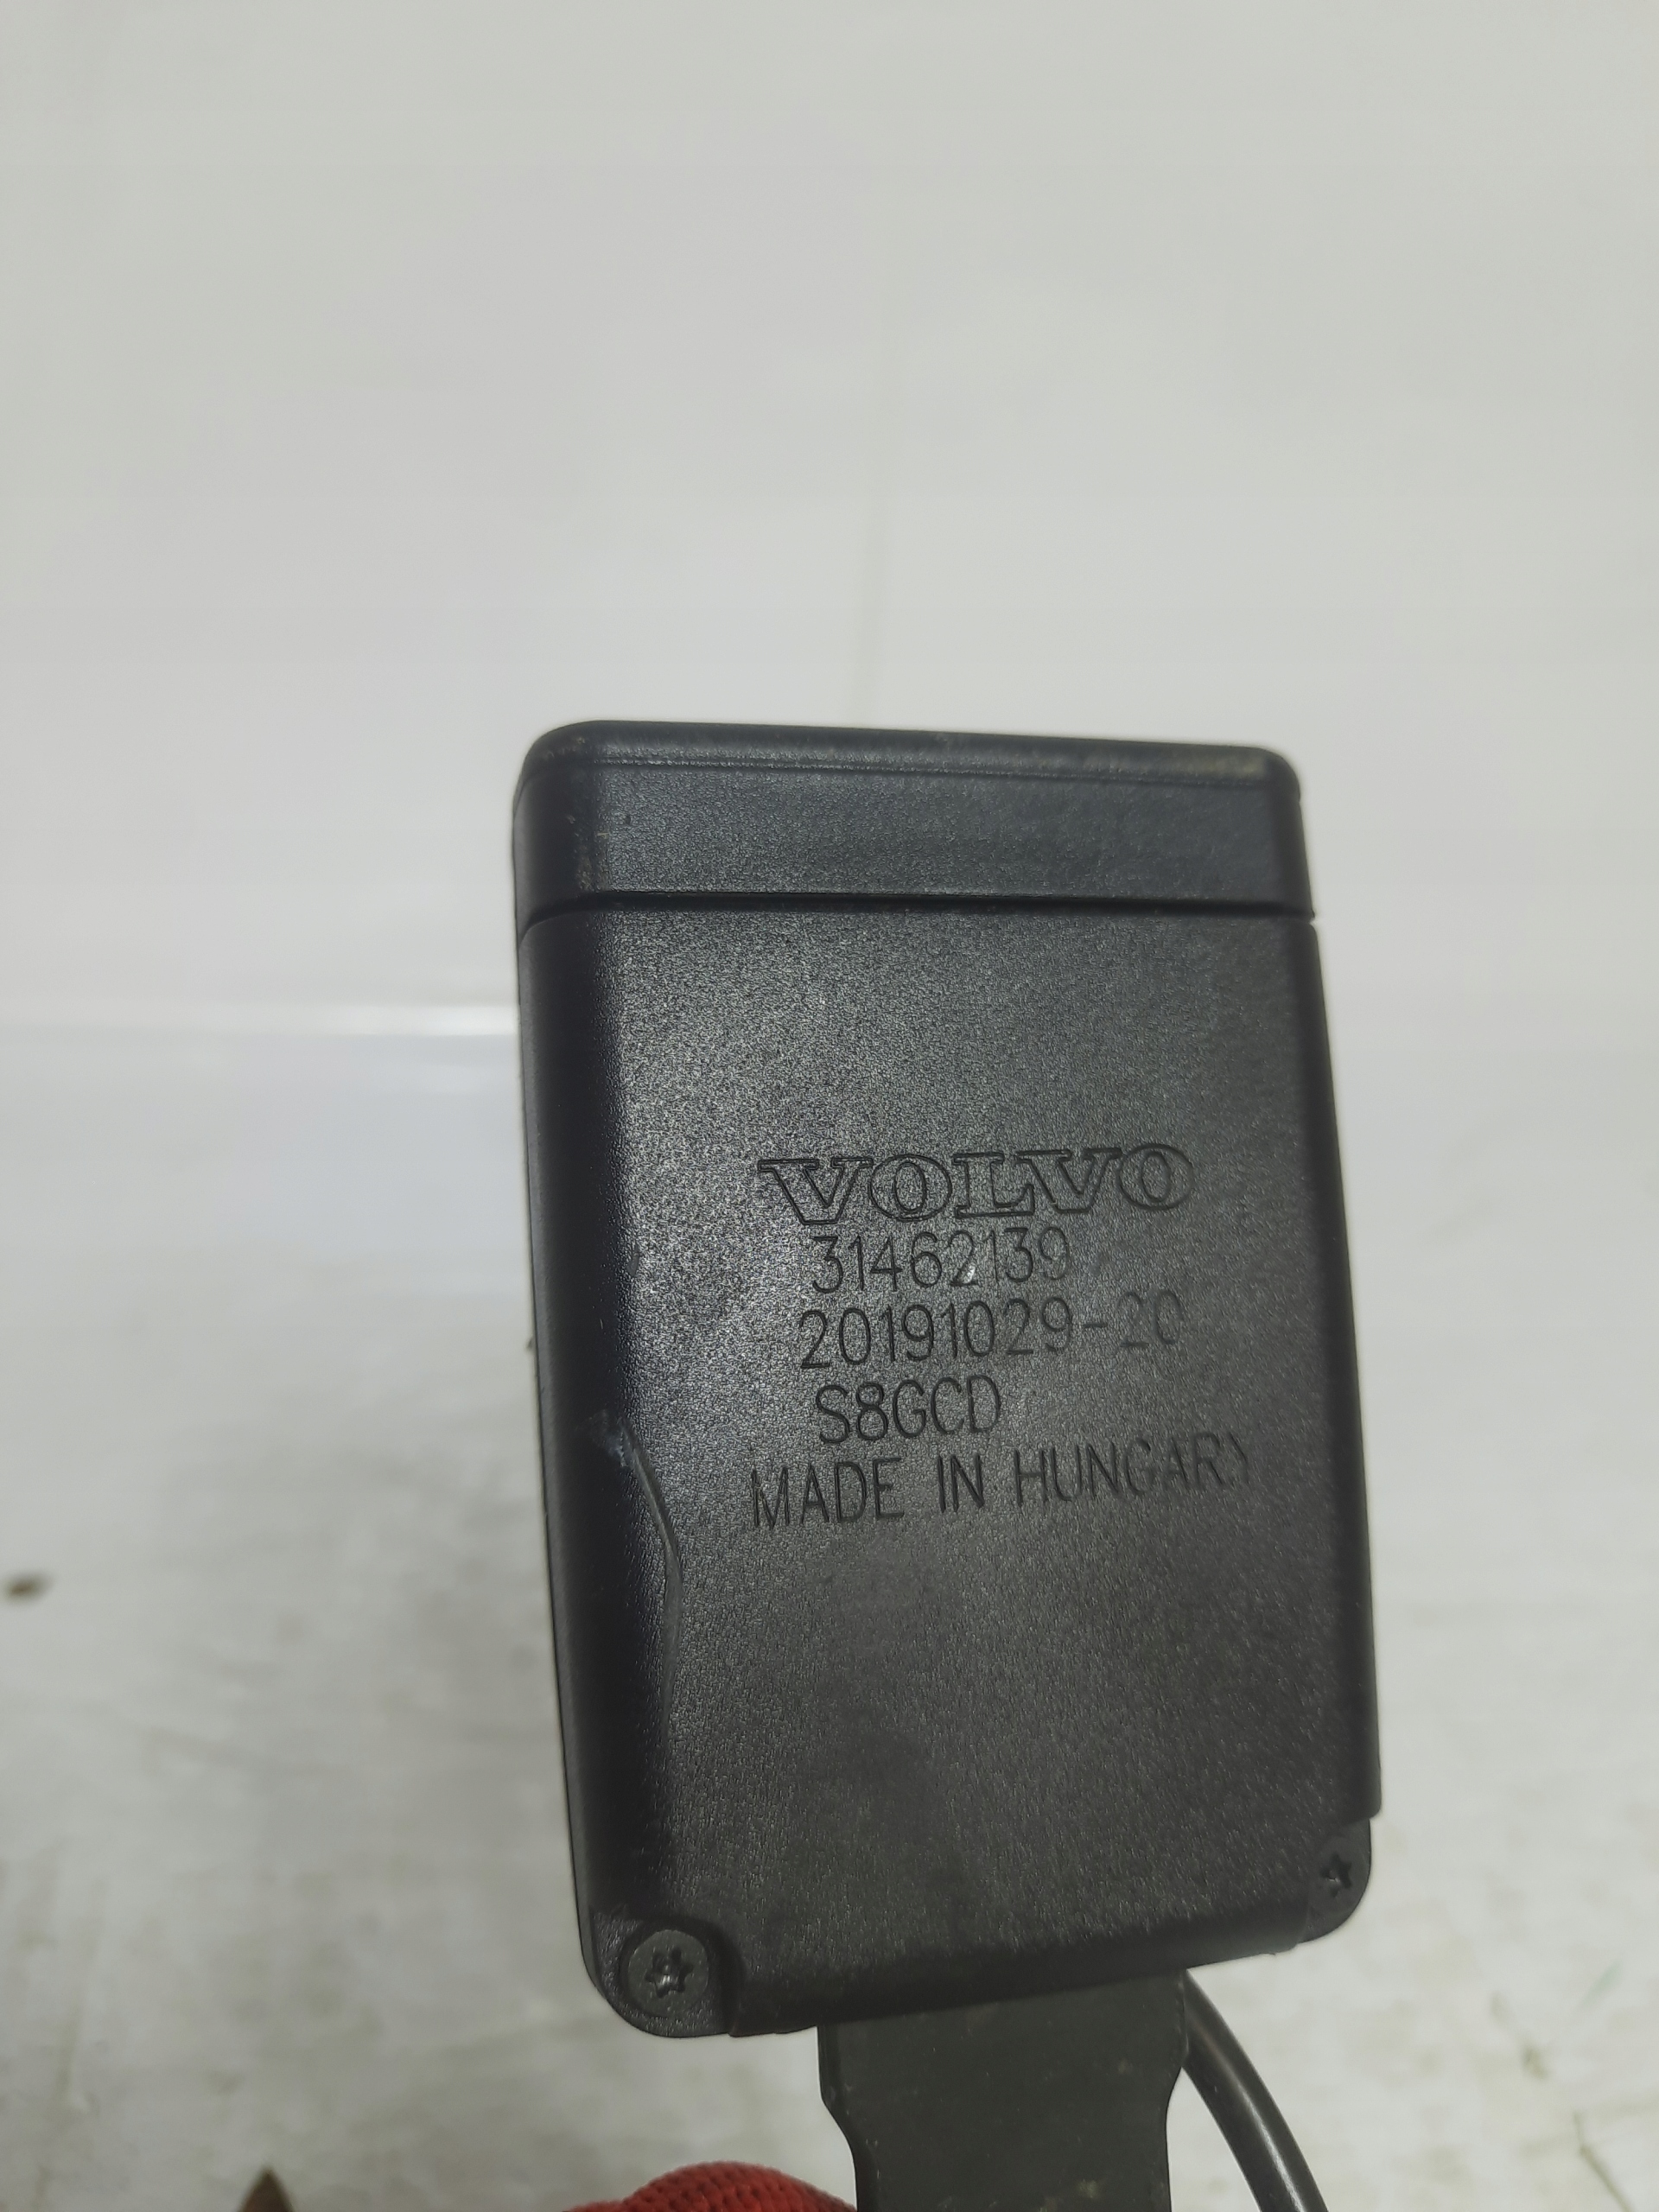 VOLVO
31462139
20191029-20
S8GCD
MADE IN HUNGARY